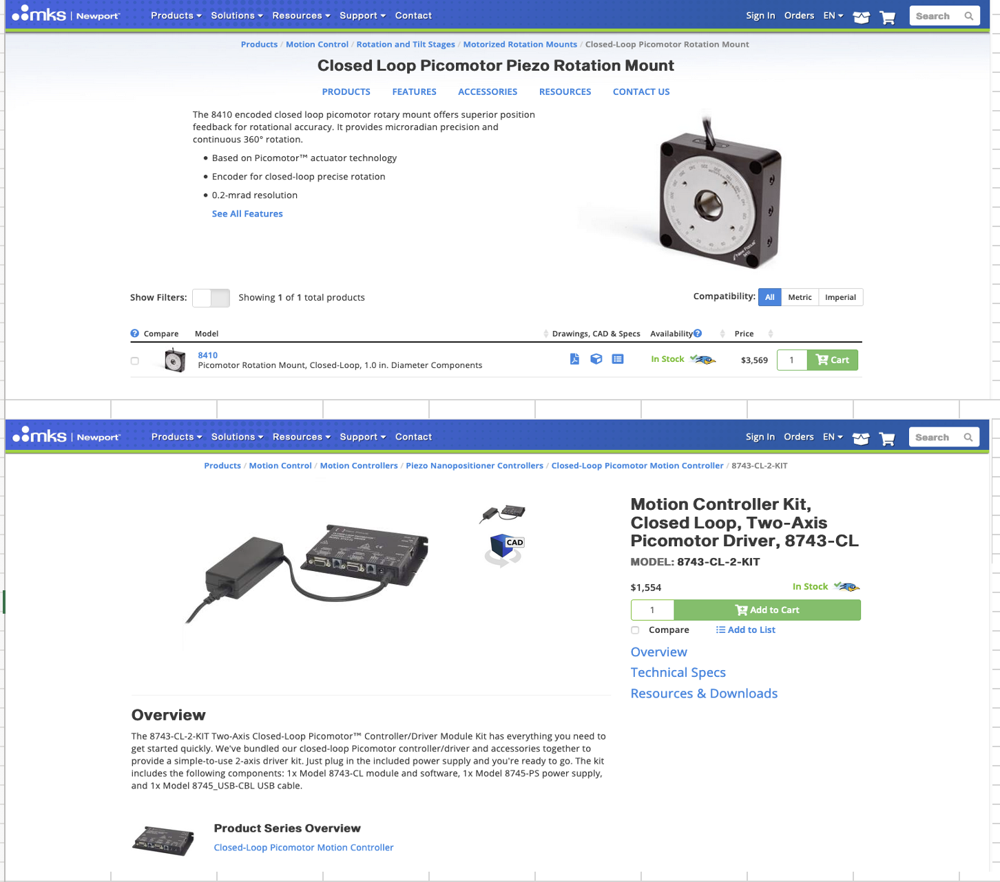 mks | Newport™
Products Solutions Resources Support Contact
Sign In Orders EN Search
Products / Motion Control / Rotation and Tilt Stages / Motorized Rotation Mounts / Closed-Loop Picomotor Rotation Mount
Closed Loop Picomotor Piezo Rotation Mount
PRODUCTS FEATURES ACCESSORIES RESOURCES CONTACT US
The 8410 encoded closed loop picomotor rotary mount offers superior position
feedback for rotational accuracy. It provides microradian precision and
continuous 360° rotation.
• Based on Picomotor™ actuator technology
• Encoder for closed-loop precise rotation
• 0.2-mrad resolution
See All Features
New Focus
Show Filters: Showing 1 of 1 total products
Compatibility: All Metric Imperial
? Compare Model Drawings, CAD & Specs Availability ? Price
8410
Picomotor Rotation Mount, Closed-Loop, 1.0 in. Diameter Components
In Stock $3,569 1 Cart
mks | Newport™
Products Solutions Resources Support Contact
Sign In Orders EN Search
Products / Motion Control / Motion Controllers / Piezo Nanopositioner Controllers / Closed-Loop Picomotor Motion Controller / 8743-CL-2-KIT
CAD
Motion Controller Kit,
Closed Loop, Two-Axis
Picomotor Driver, 8743-CL
MODEL: 8743-CL-2-KIT
$1,554 In Stock
1 Add to Cart
Compare Add to List
Overview
Technical Specs
Resources & Downloads
Overview
The 8743-CL-2-KIT Two-Axis Closed-Loop Picomotor™ Controller/Driver Module Kit has everything you need to
get started quickly. We've bundled our closed-loop Picomotor controller/driver and accessories together to
provide a simple-to-use 2-axis driver kit. Just plug in the included power supply and you're ready to go. The kit
includes the following components: 1x Model 8743-CL module and software, 1x Model 8745-PS power supply,
and 1x Model 8745_USB-CBL USB cable.
Product Series Overview
Closed-Loop Picomotor Motion Controller